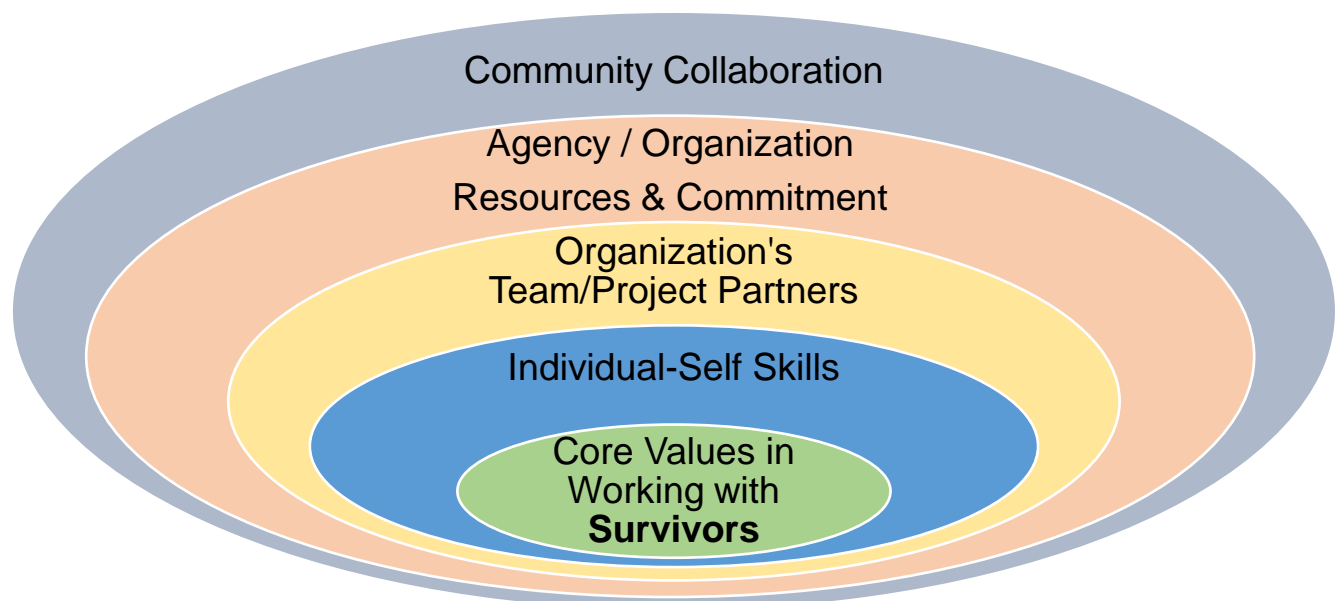 Community Collaboration
Agency / Organization
Resources & Commitment
Organization's
Team/Project Partners
Individual-Self Skills
Core Values in
Working with
Survivors